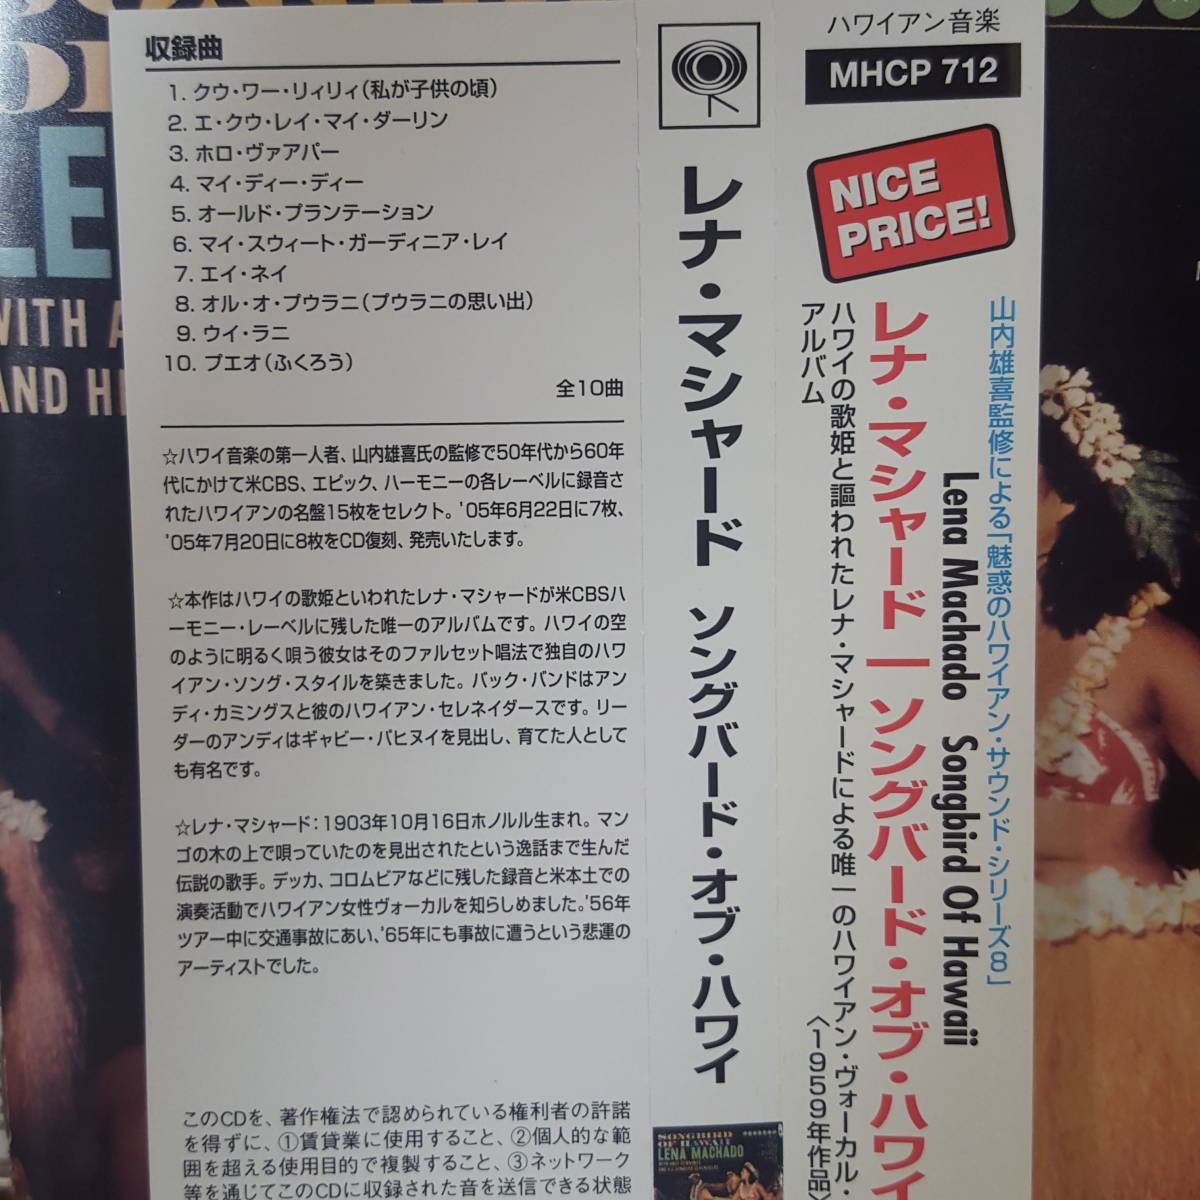 収録曲
1. クウ・ワー・リィリィ(私が子供の頃)
2. エ・クウ・レイ・マイ・ダーリン
3. ホロ・ヴァアパー
4. マイ・ディー・ディー
5. オールド・プランテーション
6. マイ・スウィート・ガーディニア・レイ
7. エイ・ネイ
8. オル・オ・プウラニ(プウラニの思い出)
9. ウイ・ラニ
10. プエオ(ふくろう)
全10曲
☆ハワイ音楽の第一人者、山内雄喜氏の監修で50年代から60年
代にかけて米CBS、エピック、ハーモニーの各レーベルに録音さ
れたハワイアンの名盤15枚をセレクト。'05年6月22日に7枚、
'05年7月20日に8枚をCD復刻、発売いたします。
☆本作はハワイの歌姫といわれたレナ・マシャードが米CBSハ
ーモニー・レーベルに残した唯一のアルバムです。ハワイの空
のように明るく唄う彼女はそのファルセット唱法で独自のハワ
イアン・ソング・スタイルを築きました。バック・バンドはアン
ディ・カミングスと彼のハワイアン・セレネイダースです。リー
ダーのアンディはギャビー・パヒヌイを見出し、育てた人として
も有名です。
☆レナ・マシャード：1903年10月16日ホノルル生まれ。マン
ゴの木の上で唄っていたのを見出されたという逸話まで生んだ
伝説の歌手。デッカ、コロムビアなどに残した録音と米本土での
演奏活動でハワイアン女性ヴォーカルを知らしめました。'56年
ツアー中に交通事故にあい、'65年にも事故に遭うという悲運の
アーティストでした。
このCDを、著作権法で認められている権利者の許諾
を得ずに、①賃貸業に使用すること、②個人的な範
囲を超える使用目的で複製すること、③ネットワーク
等を通じてこのCDに収録された音を送信できる状態
レナ・マシャード ソングバード・オブ・ハワイ
SONGBIRD
OF HAWAII
LENA MACHADO
ハワイアン音楽
MHCP 712
NICE
PRICE!
山内雄喜監修による「魅惑のハワイアン・サウンド・シリーズ8」
Lena Machado Songbird Of Hawaii
レナ・マシャード｜ソングバード・オブ・ハワイ
ハワイの歌姫と謳われたレナ・マシャードによる唯一のハワイアン・ヴォーカル・
アルバム
〈1959年作品〉
LE
WITH A
AND HI